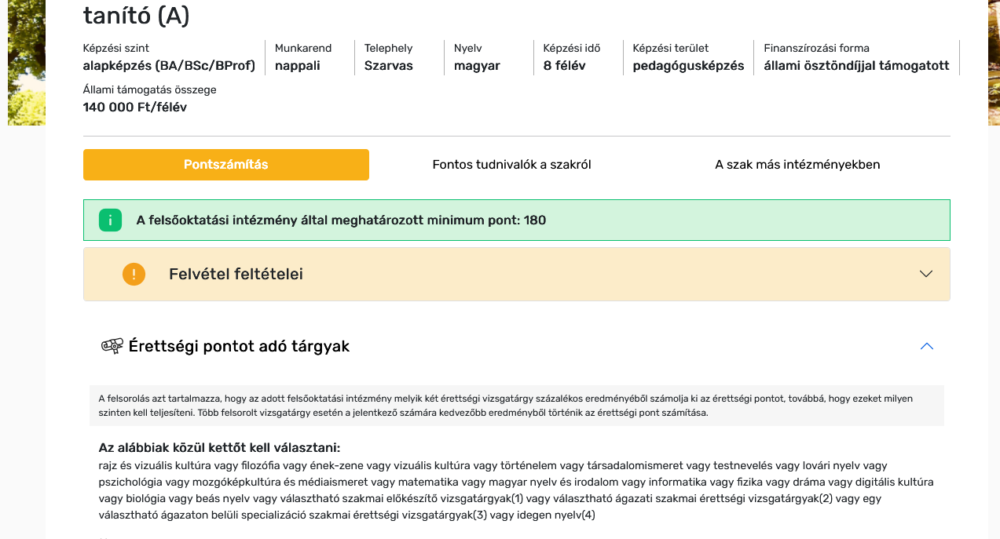 tanító (A)
Képzési szint
alapképzés (BA/BSc/BProf)
Munkarend
nappali
Telephely
Szarvas
Nyelv
magyar
Képzési idő
8 félév
Képzési terület
pedagógusképzés
Finanszírozási forma
állami ösztöndíjjal támogatott
Állami támogatás összege
140 000 Ft/félév
Pontszámítás
Fontos tudnivalók a szakról
A szak más intézményekben
A felsőoktatási intézmény által meghatározott minimum pont: 180
Felvétel feltételei
Érettségi pontot adó tárgyak
A felsorolás azt tartalmazza, hogy az adott felsőoktatási intézmény melyik két érettségi vizsgatárgy százalékos eredményéből számolja ki az érettségi pontot, továbbá, hogy ezeket milyen
szinten kell teljesíteni. Több felsorolt vizsgatárgy esetén a jelentkező számára kedvezőbb eredményből történik az érettségi pont számítása.
Az alábbiak közül kettőt kell választani:
rajz és vizuális kultúra vagy filozófia vagy ének-zene vagy vizuális kultúra vagy történelem vagy társadalomismeret vagy testnevelés vagy lovári nyelv vagy
pszichológia vagy mozgóképkultúra és médiaismeret vagy matematika vagy magyar nyelv és irodalom vagy informatika vagy fizika vagy dráma vagy digitális kultúra
vagy biológia vagy beás nyelv vagy választható szakmai előkészítő vizsgatárgyak(1) vagy választható ágazati szakmai érettségi vizsgatárgyak(2) vagy egy
választható ágazaton belüli specializáció szakmai érettségi vizsgatárgyak(3) vagy idegen nyelv(4)